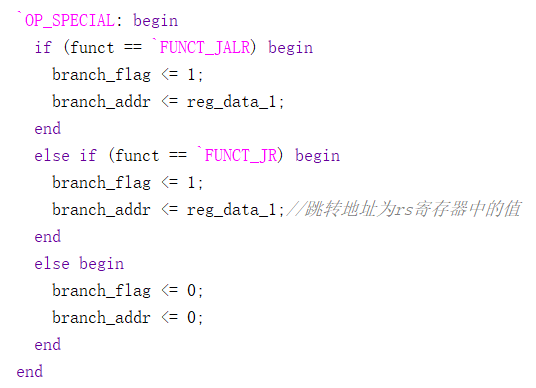 `OP_SPECIAL: begin
if (funct == `FUNCT_JALR) begin
branch_flag <= 1;
branch_addr <= reg_data_1;
end
else if (funct == `FUNCT_JR) begin
branch_flag <= 1;
branch_addr <= reg_data_1;//跳转地址为rs寄存器中的值
end
else begin
branch_flag <= 0;
branch_addr <= 0;
end
end